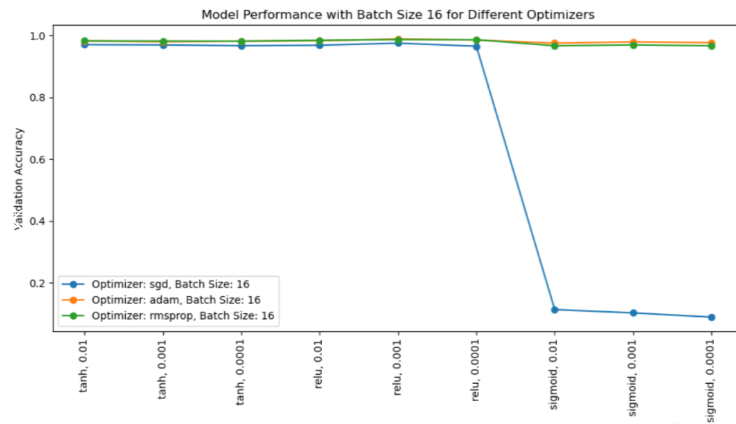 Model Performance with Batch Size 16 for Different Optimizers
Validation Accuracy
1.0
0.8
0.6
0.4
0.2
Optimizer: sgd, Batch Size: 16
Optimizer: adam, Batch Size: 16
Optimizer: rmsprop, Batch Size: 16
tanh, 0.01
tanh, 0.001
tanh, 0.0001
relu, 0.01
relu, 0.001
relu, 0.0001
sigmoid, 0.01
sigmoid, 0.001
sigmoid, 0.0001